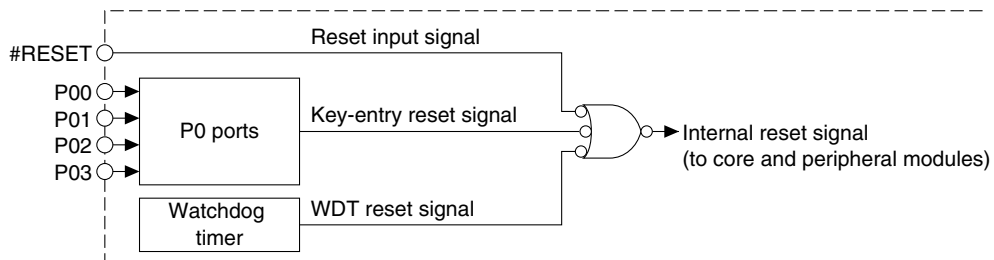 Reset input signal
#RESET
P00
P01
P02
P03
P0 ports
Key-entry reset signal
Internal reset signal
(to core and peripheral modules)
Watchdog
timer
WDT reset signal